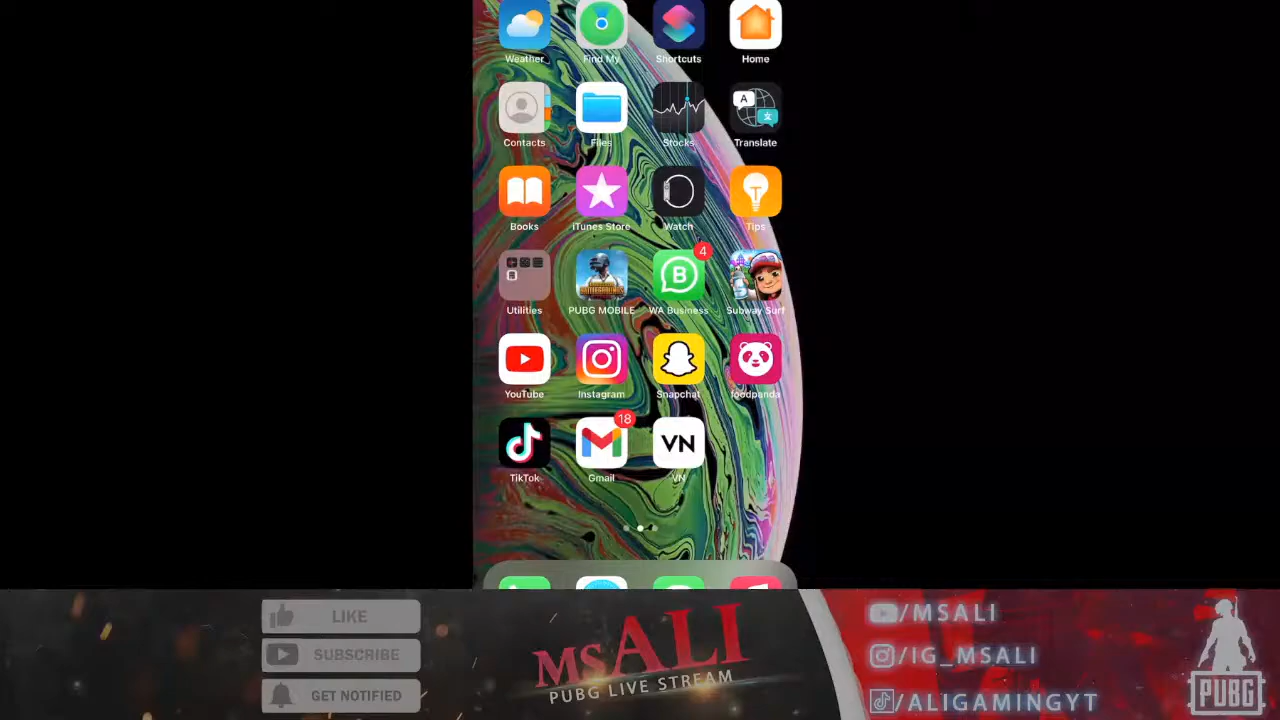 Weather Find My Shortcuts Home
Contacts Files Stocks Translate
Books iTunes Store Watch Tips
4
Utilities PUBG MOBILE WA Business Subway Surf
YouTube Instagram Snapchat foodpanda
18
VN
TikTok Gmail VN
LIKE
SUBSCRIBE
GET NOTIFIED
MSALI
PUBG LIVE STREAM
/MSALI
/IG_MSALI
/ALIGAMINGYT
PUBG